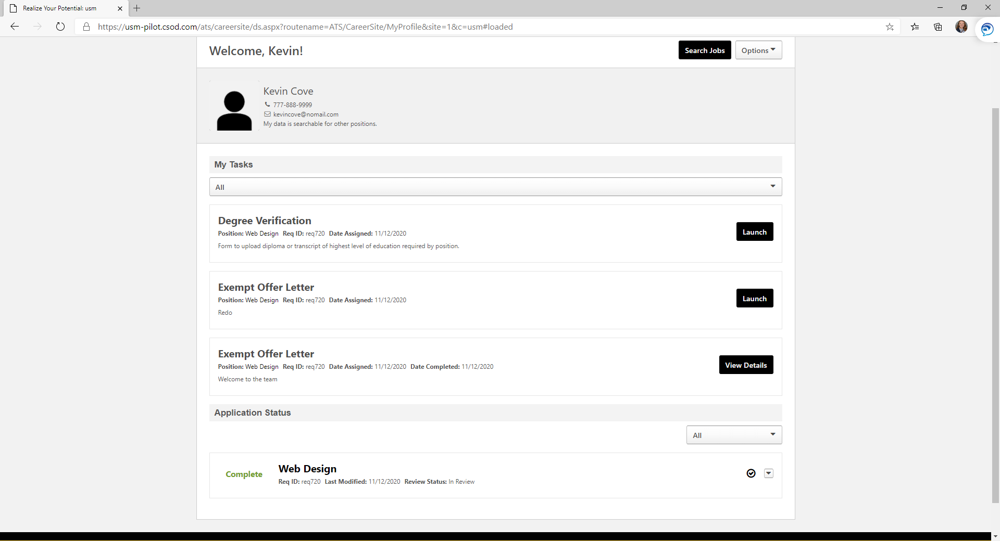 Realize Your Potential: usm
https://usm-pilot.csod.com/ats/careersite/ds.aspx?routename=ATS/CareerSite/MyProfile&site=1&c=usm#loaded
Welcome, Kevin!
Search Jobs
Options
Kevin Cove
777-888-9999
kevincove@nomail.com
My data is searchable for other positions.
My Tasks
All
Degree Verification
Position: Web Design Req ID: req720 Date Assigned: 11/12/2020
Form to upload diploma or transcript of highest level of education required by position.
Launch
Exempt Offer Letter
Position: Web Design Req ID: req720 Date Assigned: 11/12/2020
Redo
Launch
Exempt Offer Letter
Position: Web Design Req ID: req720 Date Assigned: 11/12/2020 Date Completed: 11/12/2020
Welcome to the team
View Details
Application Status
All
Complete
Web Design
Req ID: req720 Last Modified: 11/12/2020 Review Status: In Review